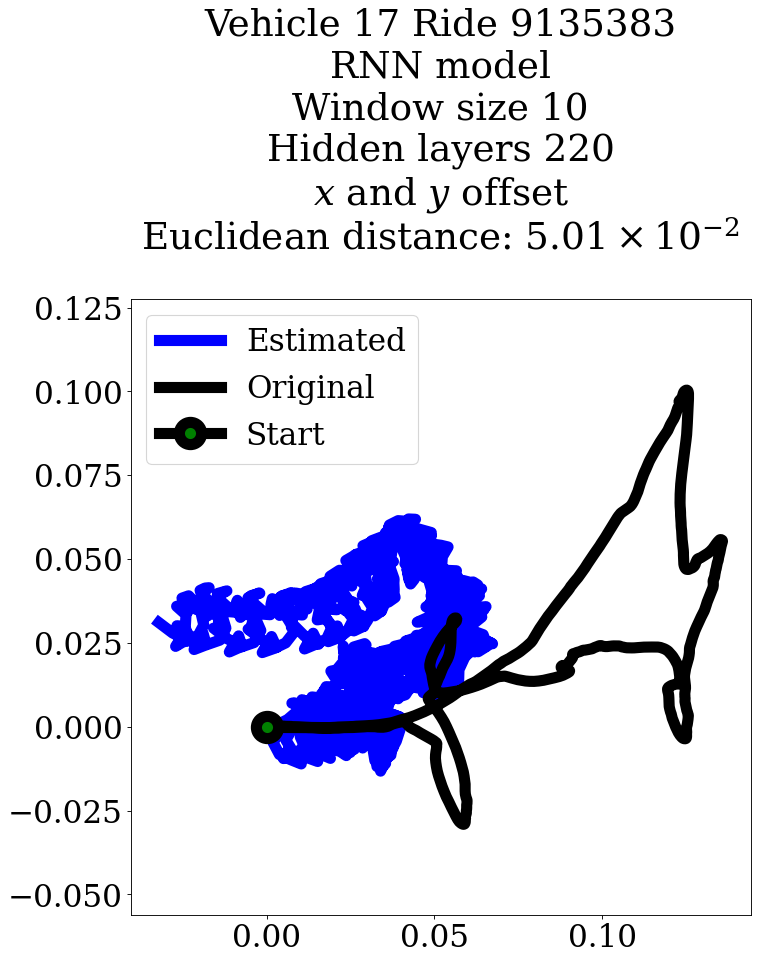 Vehicle 17 Ride 9135383
RNN model
Window size 10
Hidden layers 220
x and y offset
Euclidean distance: 5.01 × 10⁻²
0.125
0.100
0.075
0.050
0.025
0.000
−0.025
−0.050
Estimated
Original
Start
0.00 0.05 0.10